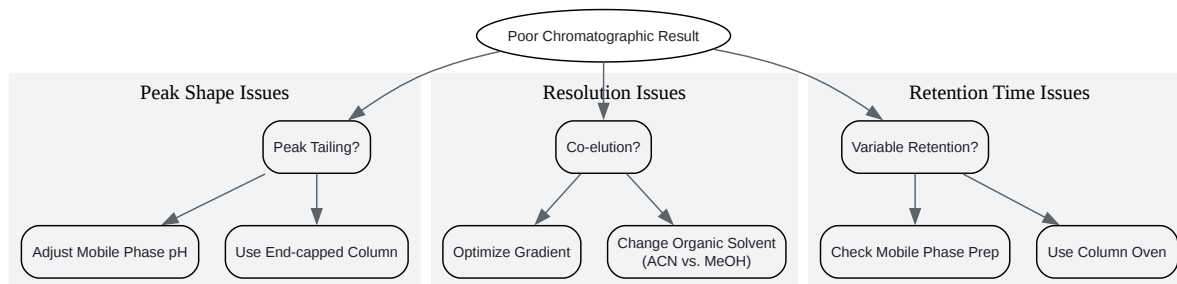 Poor Chromatographic Result
Peak Shape Issues
Resolution Issues
Retention Time Issues
Peak Tailing?
Co-elution?
Variable Retention?
Adjust Mobile Phase pH
Use End-capped Column
Optimize Gradient
Change Organic Solvent
(ACN vs. MeOH)
Check Mobile Phase Prep
Use Column Oven